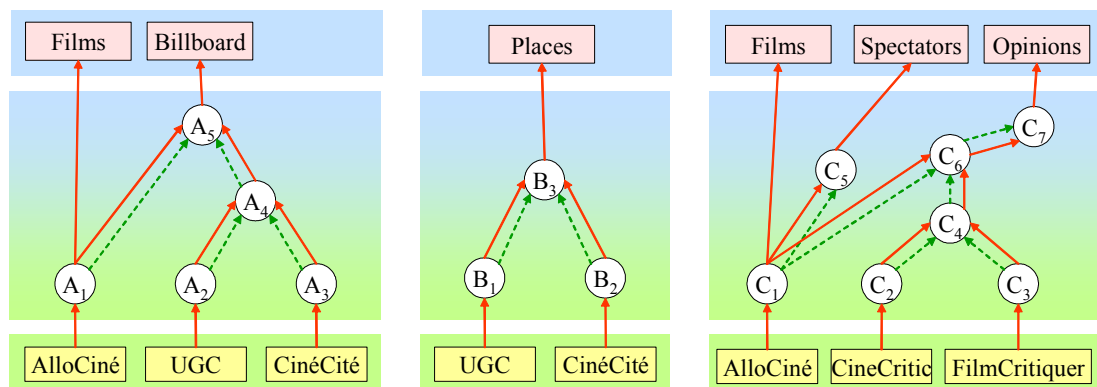 Films Billboard
A5
A4
A1 A2 A3
AlloCiné UGC CinéCité
Places
B3
B1 B2
UGC CinéCité
Films Spectators Opinions
C7
C6
C5
C4
C1 C2 C3
AlloCiné CineCritic FilmCritiquer